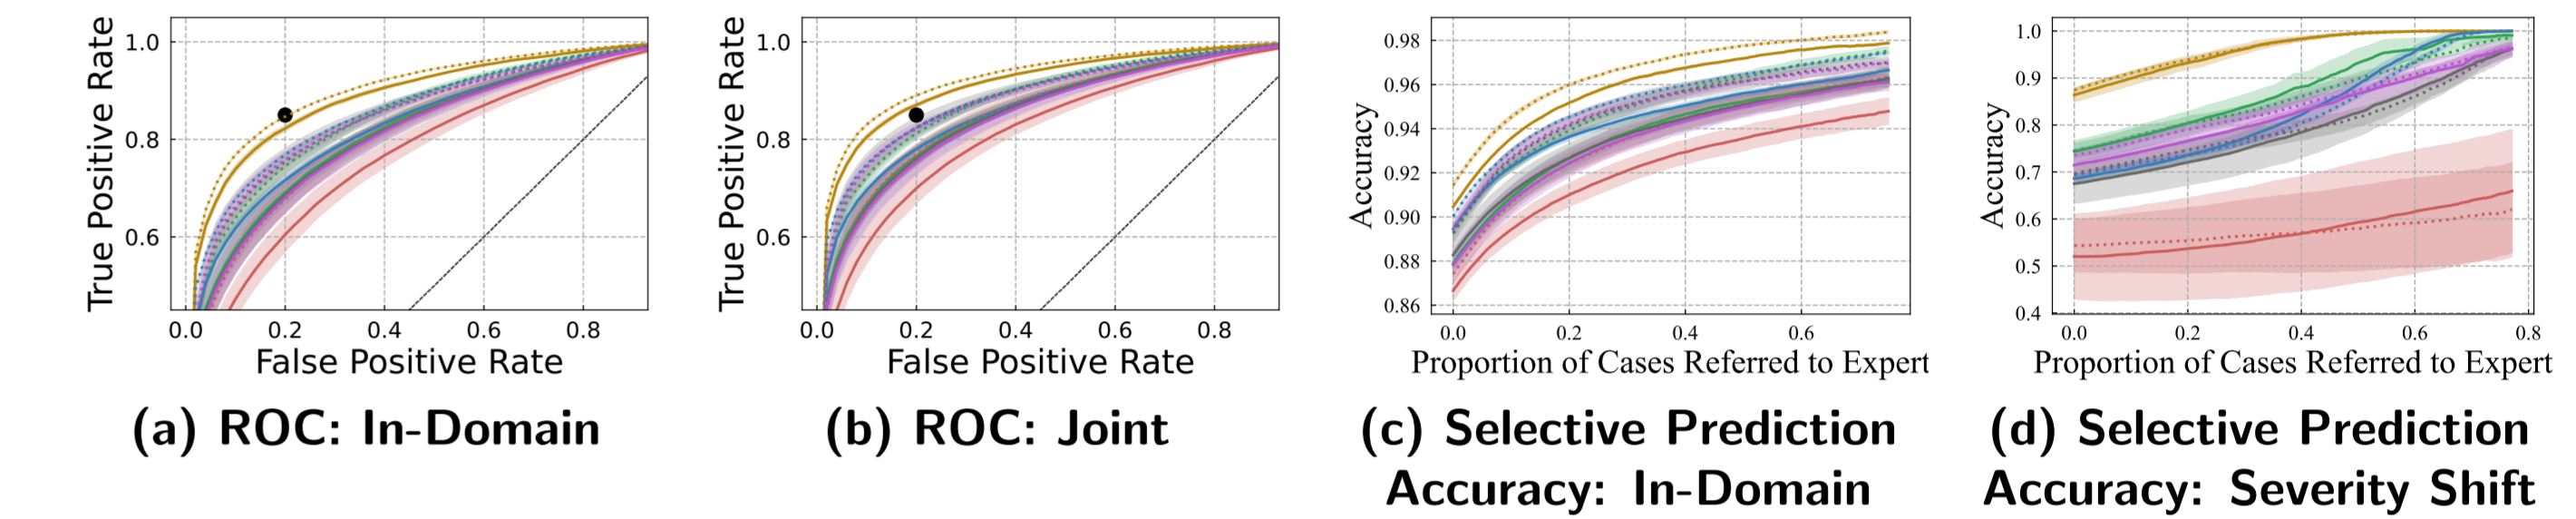 True Positive Rate
1.0
0.8
0.6
0.0 0.2 0.4 0.6 0.8
False Positive Rate
(a) ROC: In-Domain
True Positive Rate
1.0
0.8
0.6
0.0 0.2 0.4 0.6 0.8
False Positive Rate
(b) ROC: Joint
Accuracy
0.98
0.96
0.94
0.92
0.90
0.88
0.86
0.0 0.2 0.4 0.6
Proportion of Cases Referred to Expert
(c) Selective Prediction
Accuracy: In-Domain
Accuracy
1.0
0.9
0.8
0.7
0.6
0.5
0.4
0.0 0.2 0.4 0.6 0.8
Proportion of Cases Referred to Expert
(d) Selective Prediction
Accuracy: Severity Shift